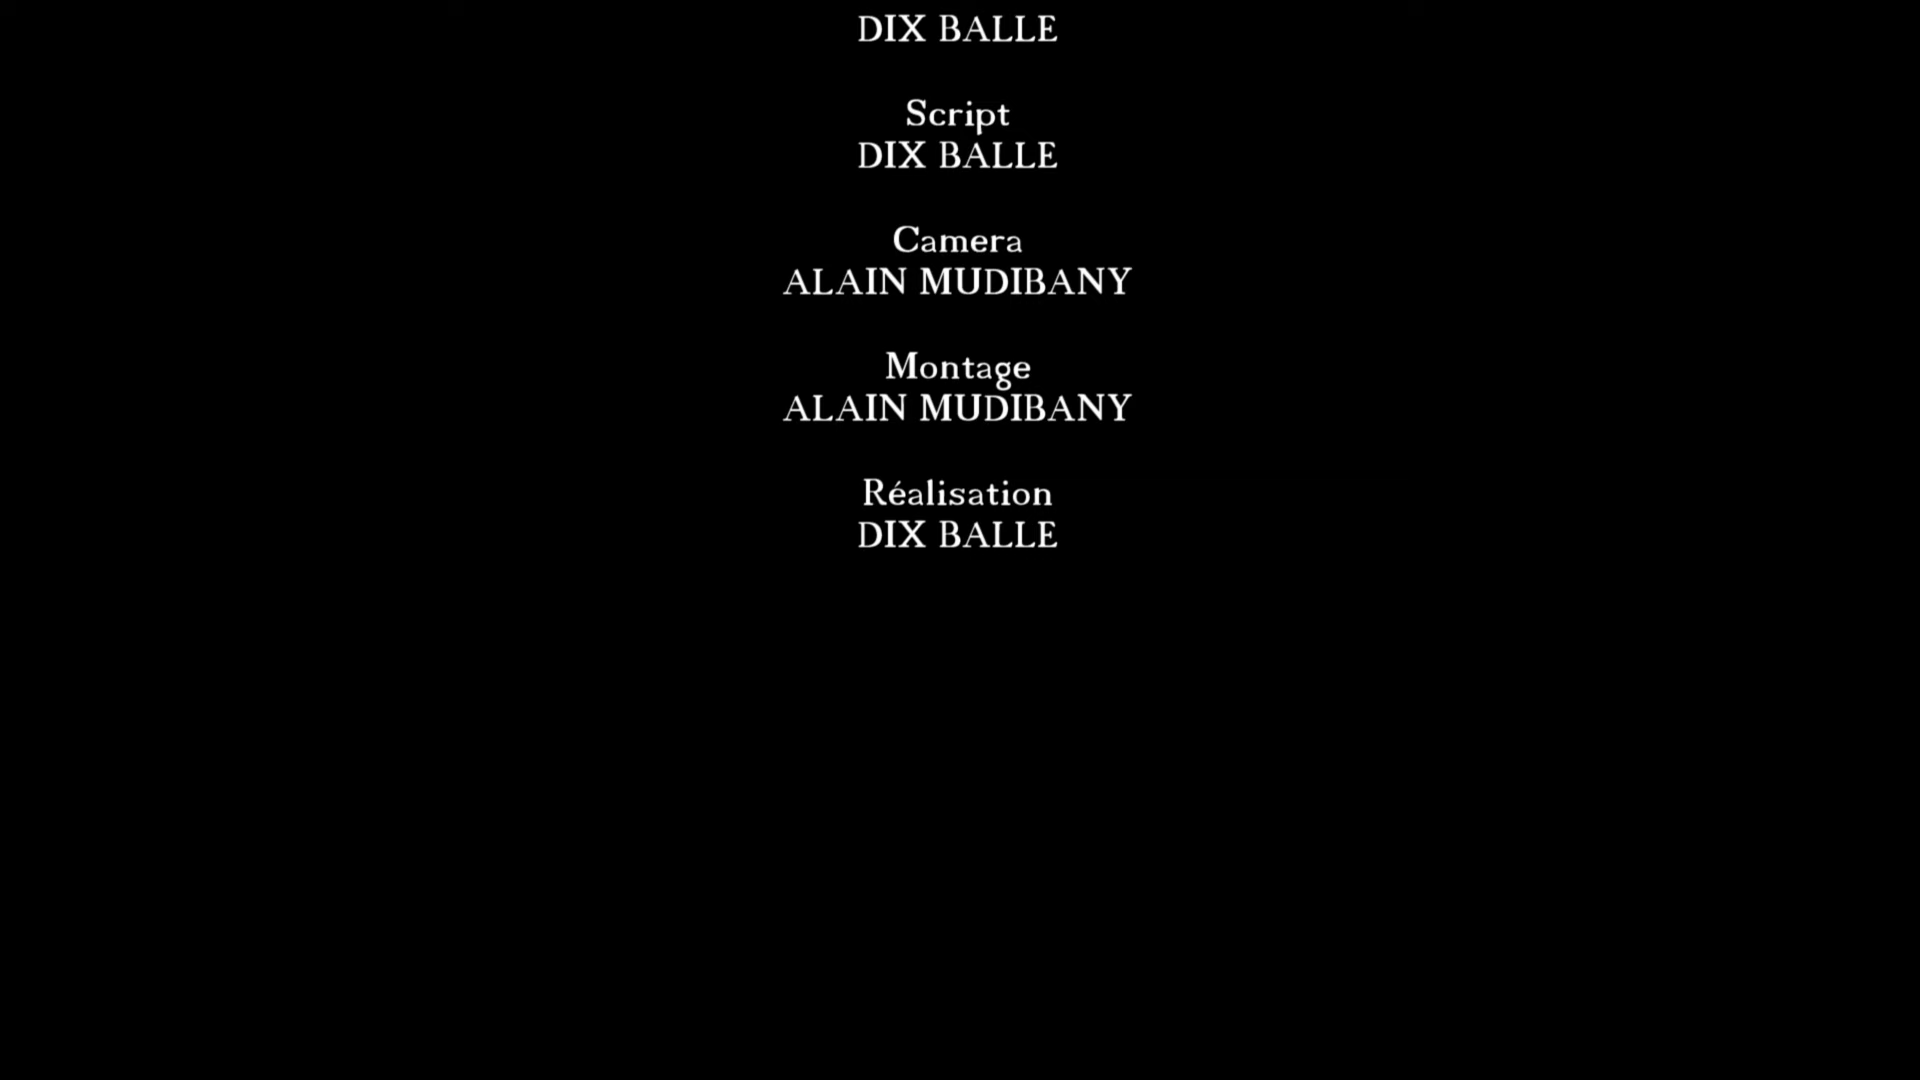 DIX BALLE
Script
DIX BALLE
Camera
ALAIN MUDIBANY
Montage
ALAIN MUDIBANY
Réalisation
DIX BALLE